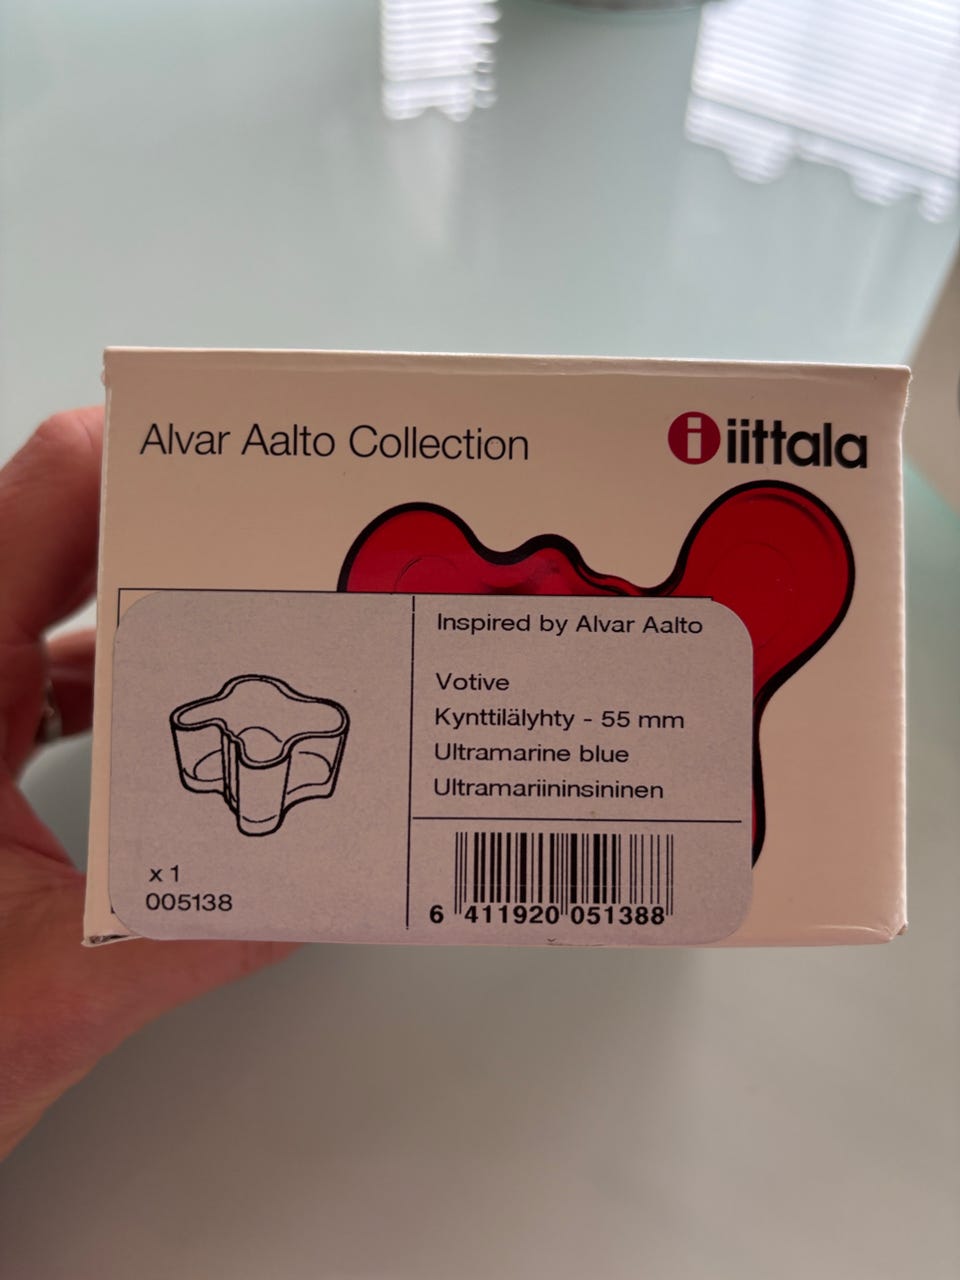 Alvar Aalto Collection
i iittala
Inspired by Alvar Aalto
Votive
Kynttilälyhty - 55 mm
Ultramarine blue
Ultramariininsininen
x 1
005138
6 411920 051388